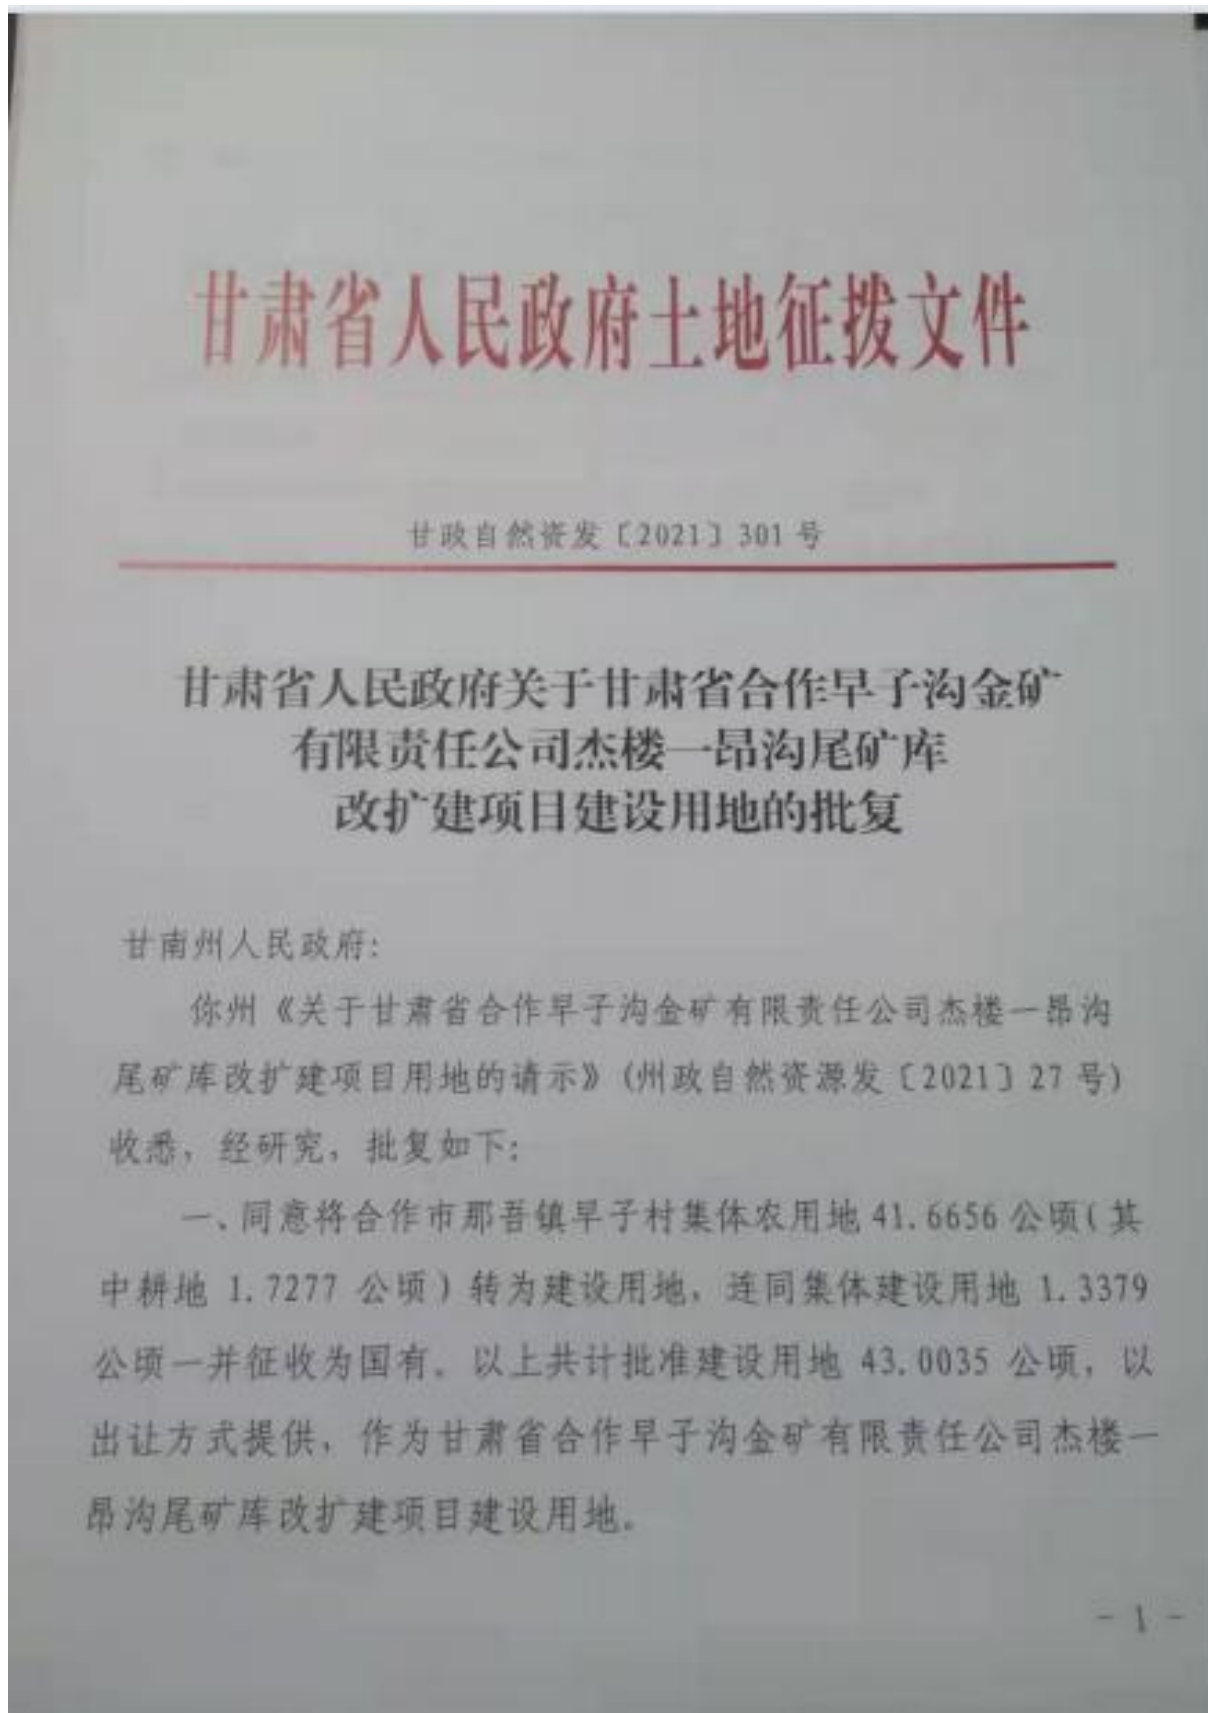 甘肃省人民政府土地征拨文件
甘政自然资发〔2021〕301号
甘肃省人民政府关于甘肃省合作早子沟金矿
有限责任公司杰楼一昂沟尾矿库
改扩建项目建设用地的批复
甘南州人民政府：
你州《关于甘肃省合作早子沟金矿有限责任公司杰楼一昂沟
尾矿库改扩建项目用地的请示》（州政自然资源发〔2021〕27号）
收悉，经研究，批复如下：
一、同意将合作市那吾镇早子村集体农用地41.6656公顷（其
中耕地1.7277公顷）转为建设用地，连同集体建设用地1.3379
公顷一并征收为国有。以上共计批准建设用地43.0035公顷，以
出让方式提供，作为甘肃省合作早子沟金矿有限责任公司杰楼一
昂沟尾矿库改扩建项目建设用地。
- 1 -